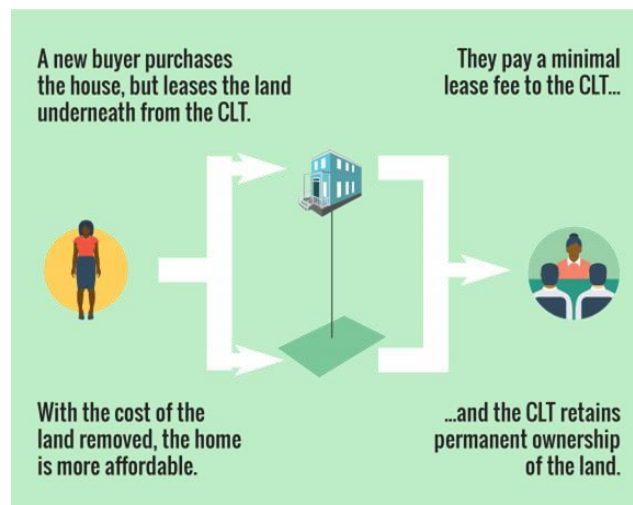 A new buyer purchases
the house, but leases the land
underneath from the CLT.
They pay a minimal
lease fee to the CLT...
With the cost of the
land removed, the home
is more affordable.
...and the CLT retains
permanent ownership
of the land.